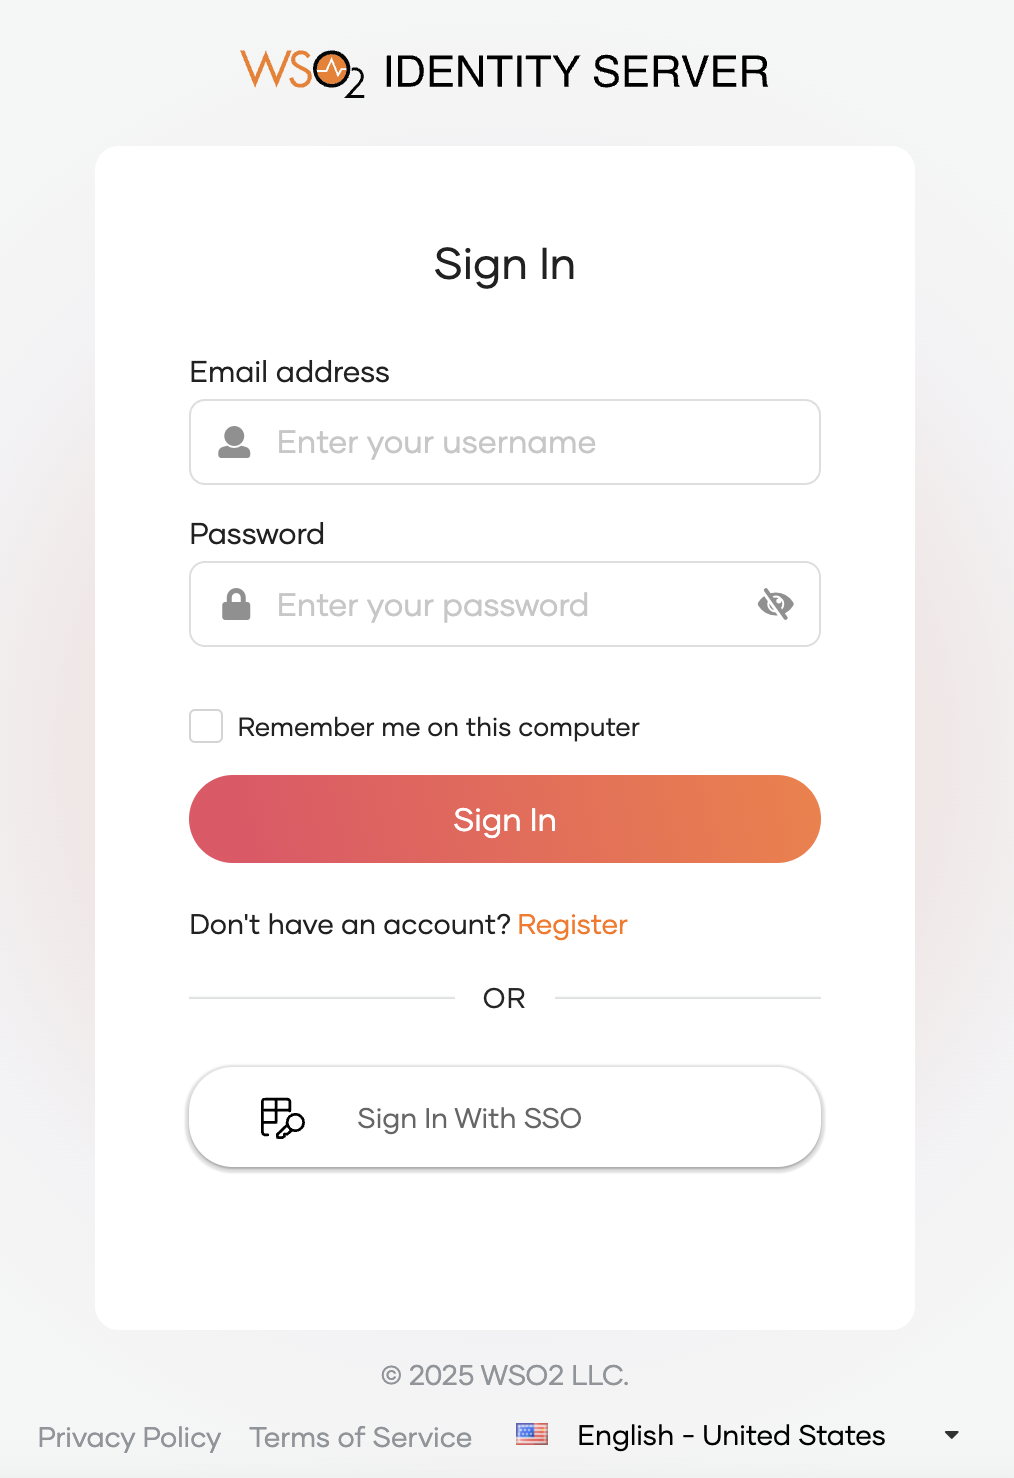 WSO2 IDENTITY SERVER
Sign In
Email address
Enter your username
Password
Enter your password
Remember me on this computer
Sign In
Don't have an account? Register
OR
Sign In With SSO
© 2025 WSO2 LLC.
Privacy Policy Terms of Service English - United States